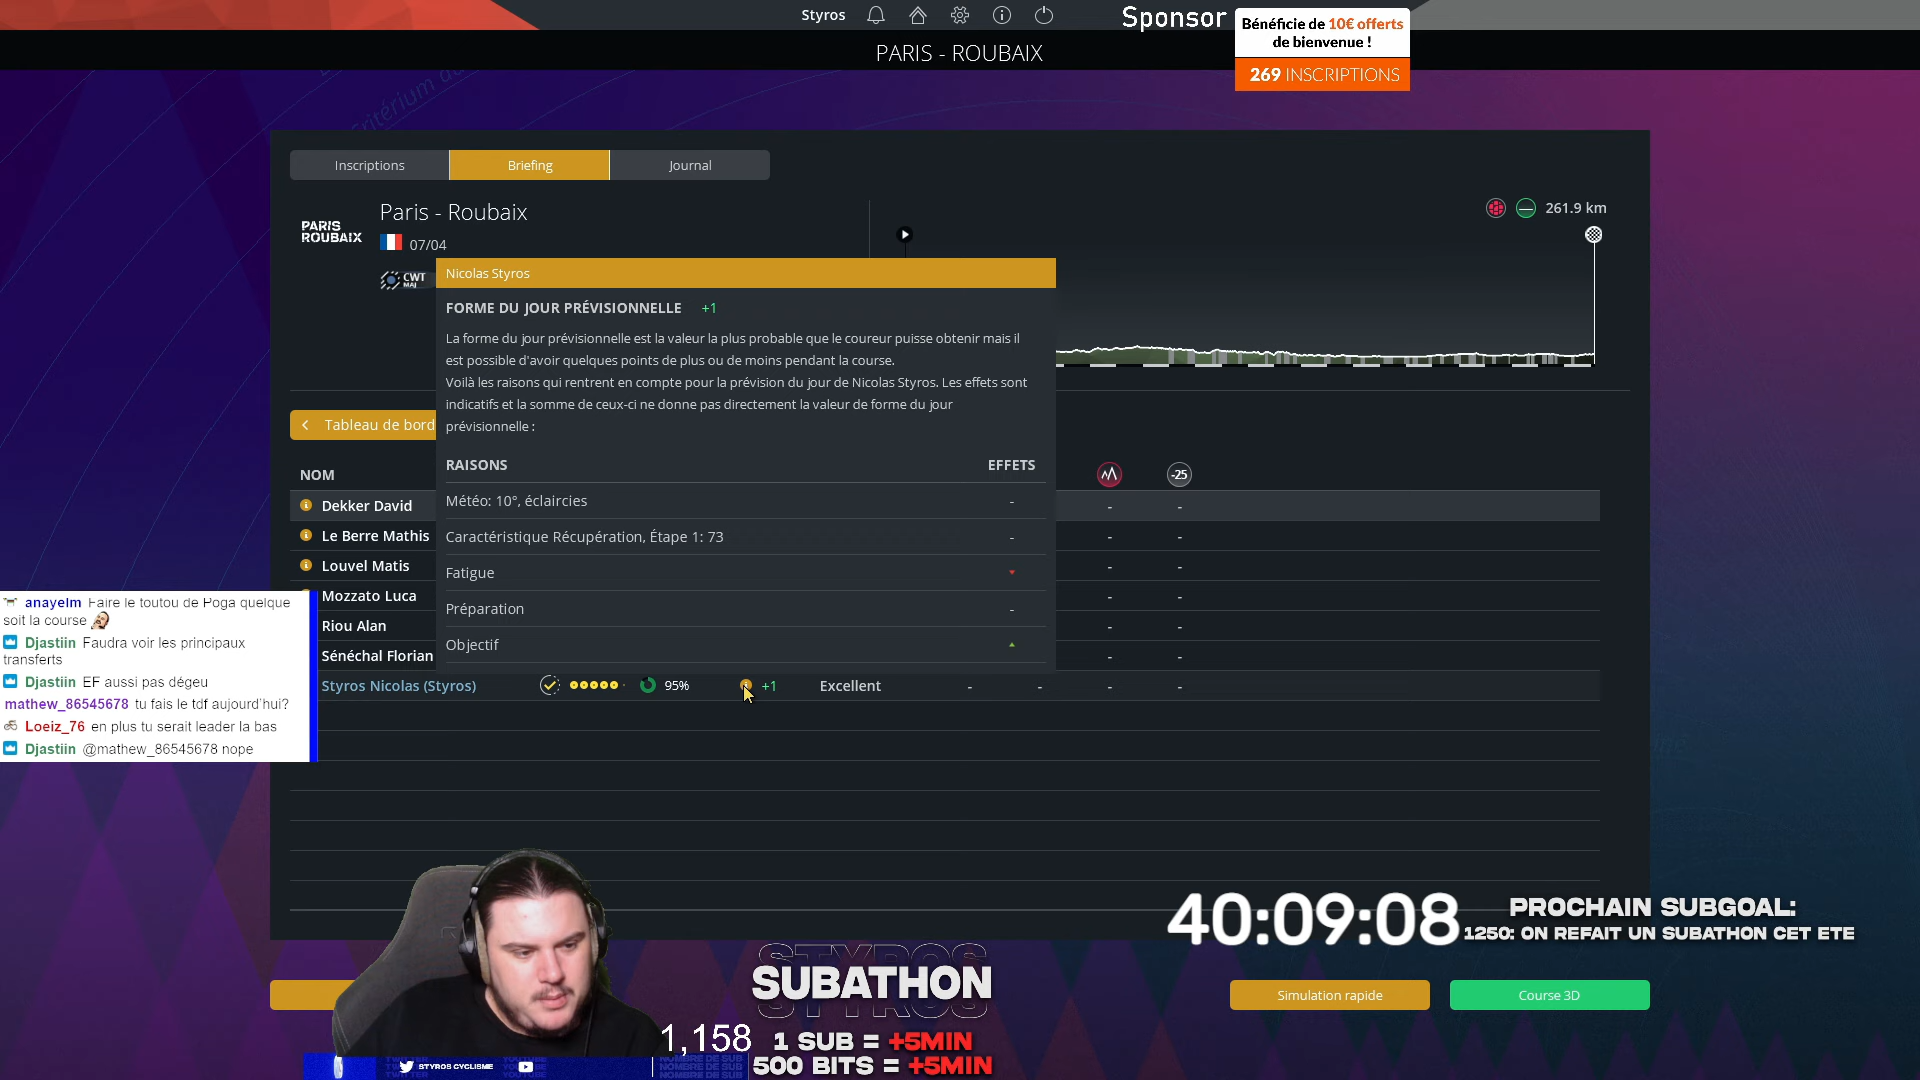 Styros
Sponsor
Bénéficie de 10€ offerts
de bienvenue !
269 INSCRIPTIONS
PARIS - ROUBAIX
Inscriptions
Briefing
Journal
PARIS
ROUBAIX
Paris - Roubaix
07/04
CWT
MAJ
261.9 km
Nicolas Styros
FORME DU JOUR PRÉVISIONNELLE +1
La forme du jour prévisionnelle est la valeur la plus probable que le coureur puisse obtenir mais il
est possible d'avoir quelques points de plus ou de moins pendant la course.
Voilà les raisons qui rentrent en compte pour la prévision du jour de Nicolas Styros. Les effets sont
indicatifs et la somme de ceux-ci ne donne pas directement la valeur de forme du jour
prévisionnelle :
RAISONS EFFETS
Météo: 10°, éclaircies -
Caractéristique Récupération, Étape 1: 73 -
Fatigue
Préparation -
Objectif
Tableau de bord
NOM -25
Dekker David - -
Le Berre Mathis - -
Louvel Matis - -
Mozzato Luca - -
Riou Alan - -
Sénéchal Florian - -
Styros Nicolas (Styros) 95% +1 Excellent - - - -
anayelm Faire le toutou de Poga quelque
soit la course
Djastiin Faudra voir les principaux
transferts
Djastiin EF aussi pas dégeu
mathew_86545678 tu fais le tdf aujourd'hui?
Loeiz_76 en plus tu serait leader la bas
Djastiin @mathew_86545678 nope
40:09:08
PROCHAIN SUBGOAL:
1250: ON REFAIT UN SUBATHON CET ETE
Simulation rapide
Course 3D
STYROS
SUBATHON
1,158
1 SUB = +5MIN
500 BITS = +5MIN
STYROS CYCLISME
NOMBRE DE SUB